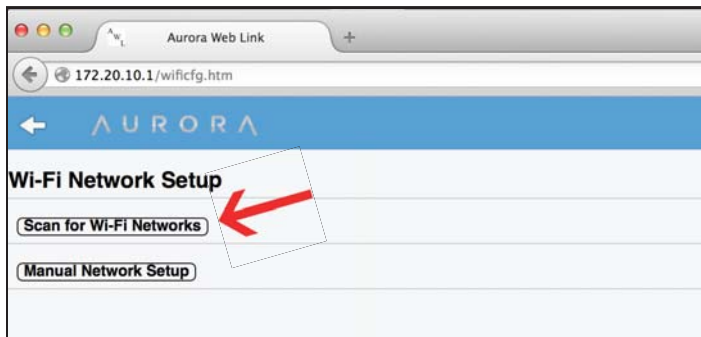 AWL Aurora Web Link +
172.20.10.1/wificfg.htm
AURORA
Wi-Fi Network Setup
Scan for Wi-Fi Networks
Manual Network Setup